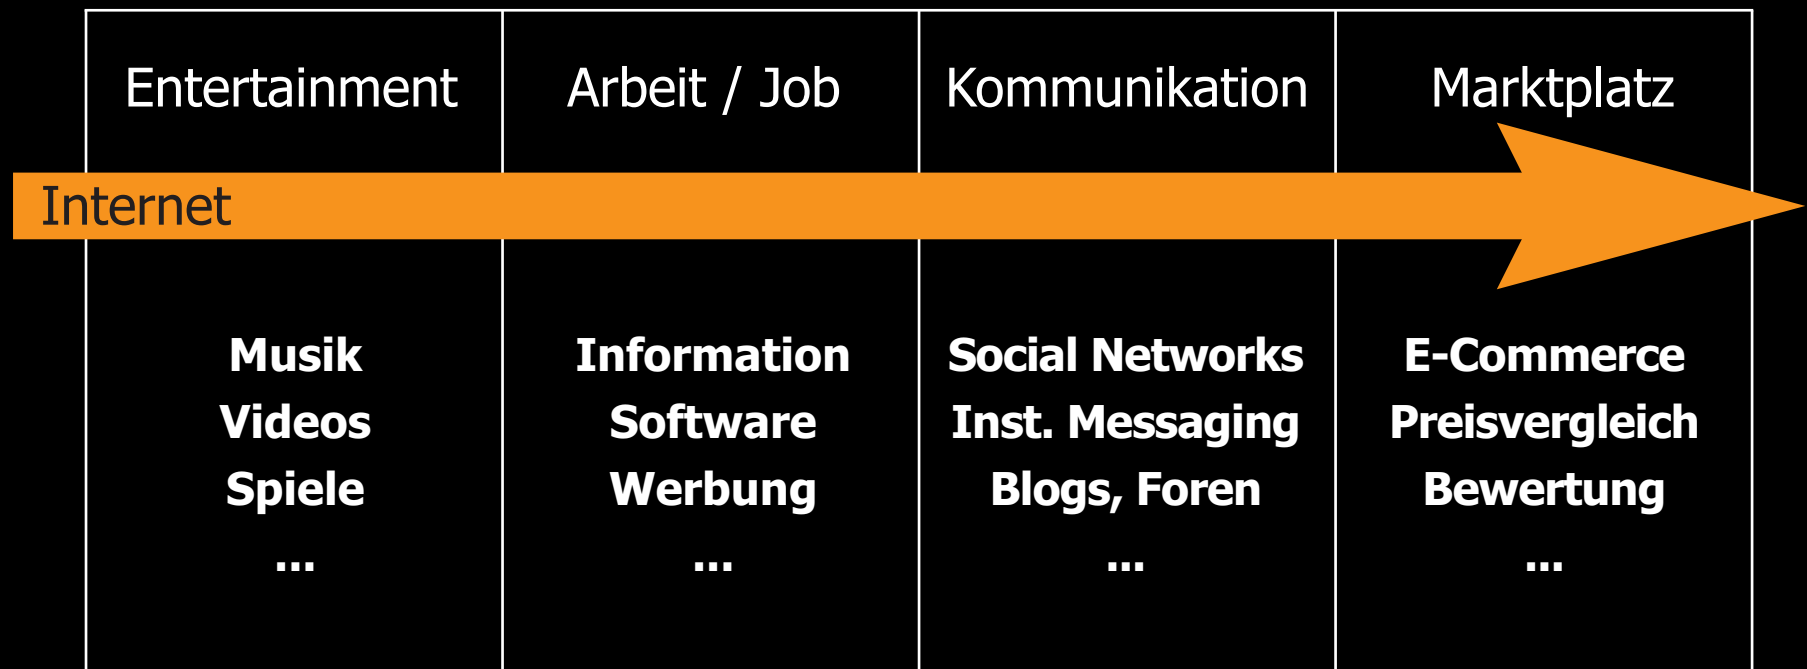 Entertainment
Arbeit / Job
Kommunikation
Marktplatz
Internet
Musik
Videos
Spiele
...
Information
Software
Werbung
...
Social Networks
Inst. Messaging
Blogs, Foren
...
E-Commerce
Preisvergleich
Bewertung
...